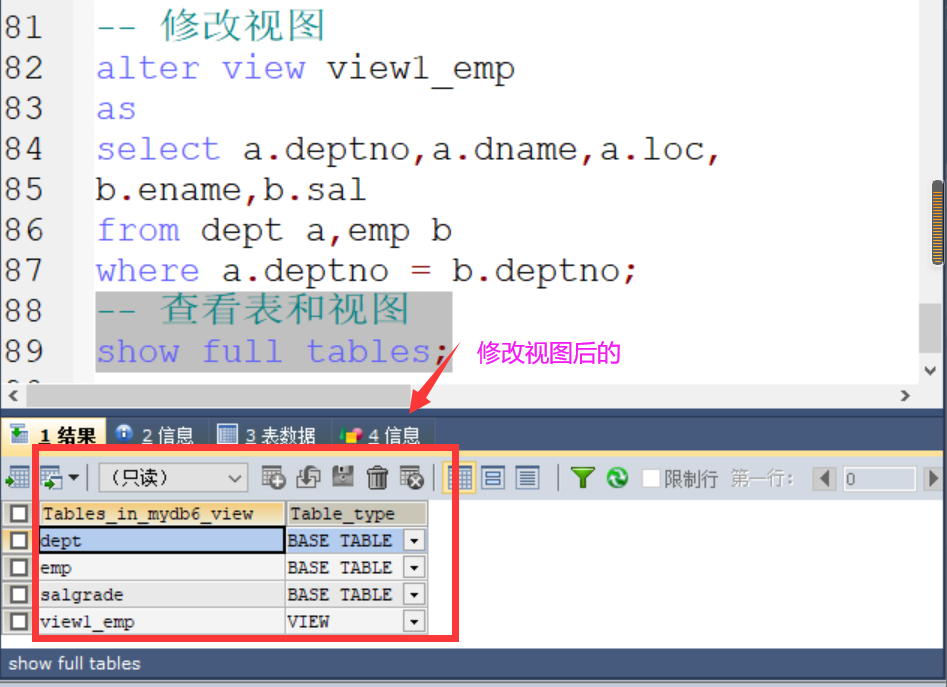 81 -- 修改视图
82 alter view view1_emp
83 as
84 select a.deptno,a.dname,a.loc,
85 b.ename,b.sal
86 from dept a,emp b
87 where a.deptno = b.deptno;
88 -- 查看表和视图
89 show full tables;
修改视图后的
1 结果 2 信息 3 表数据 4 信息
（只读） 限制行 第一行: 0
Tables_in_mydb6_view Table_type
dept BASE TABLE
emp BASE TABLE
salgrade BASE TABLE
view1_emp VIEW
show full tables